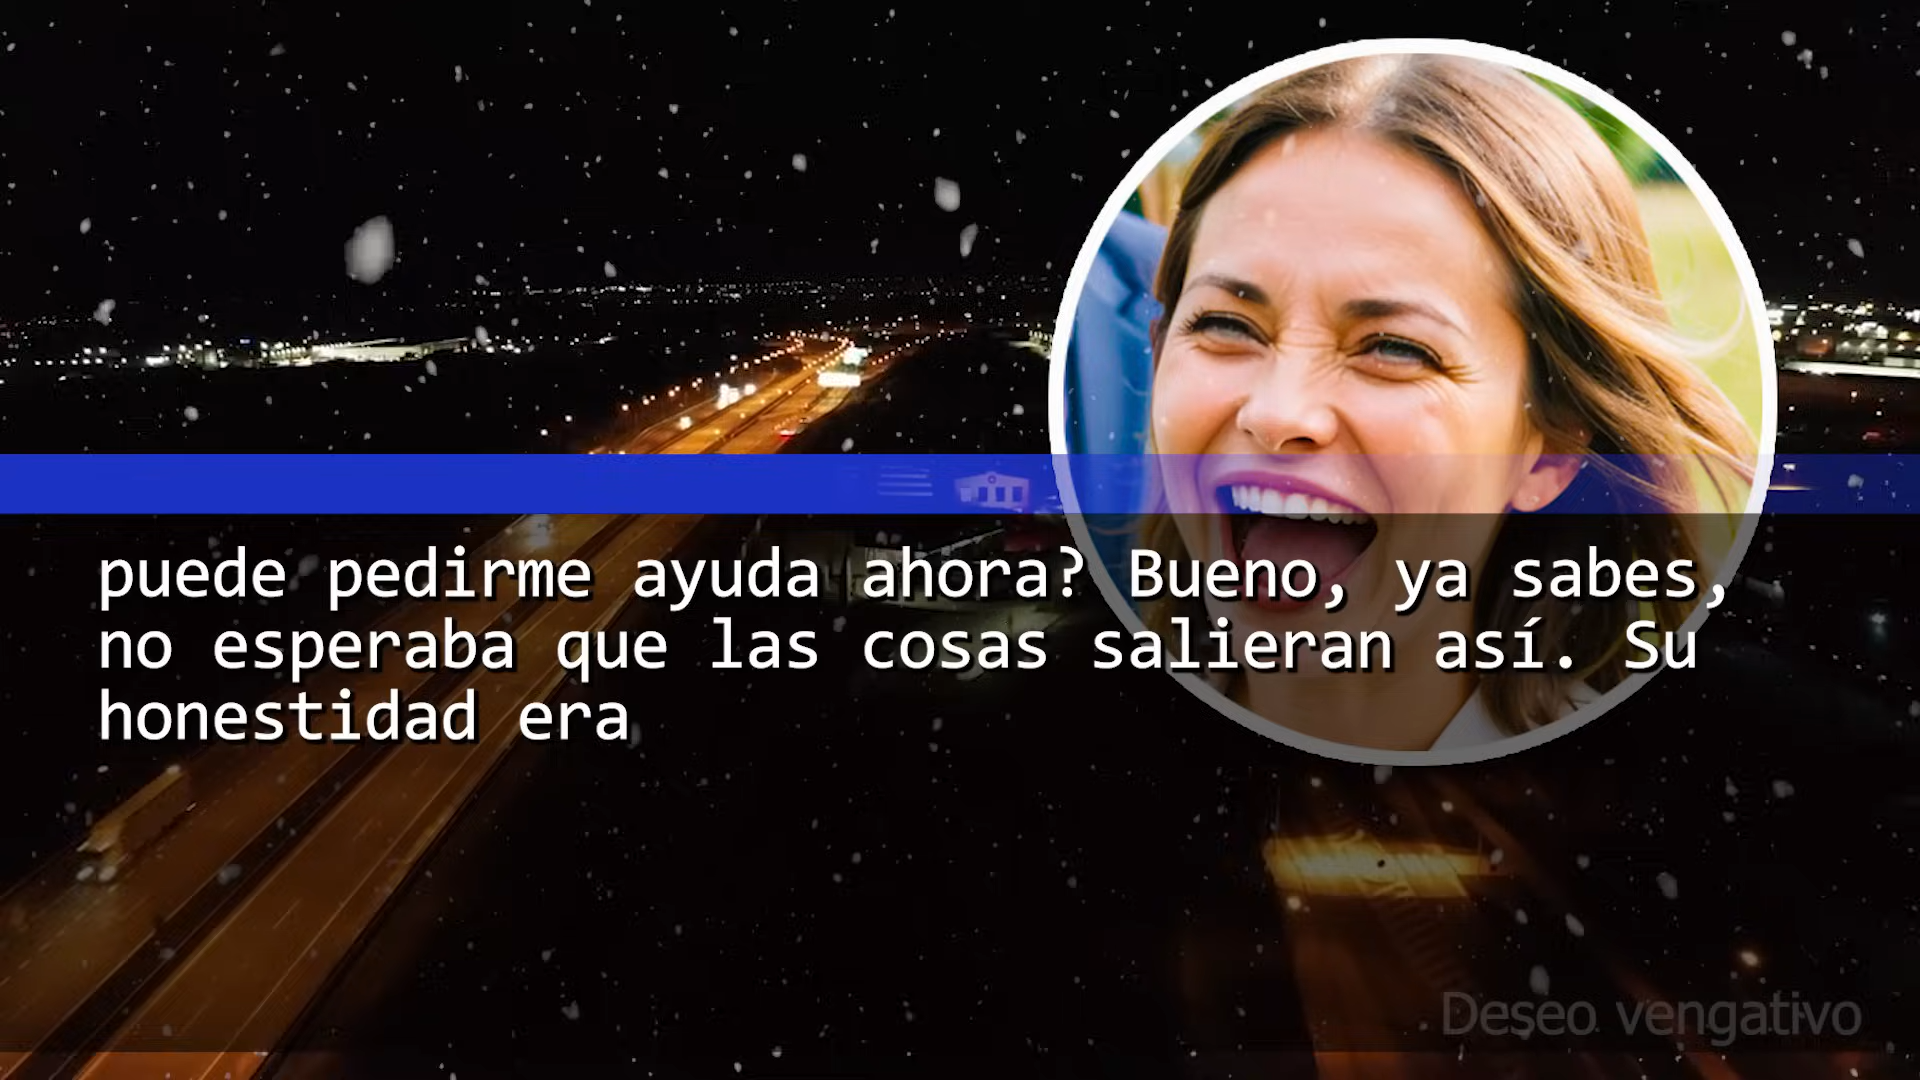 puede pedirme ayuda ahora? Bueno, ya sabes,
no esperaba que las cosas salieran así. Su
honestidad era
Deseo vengativo